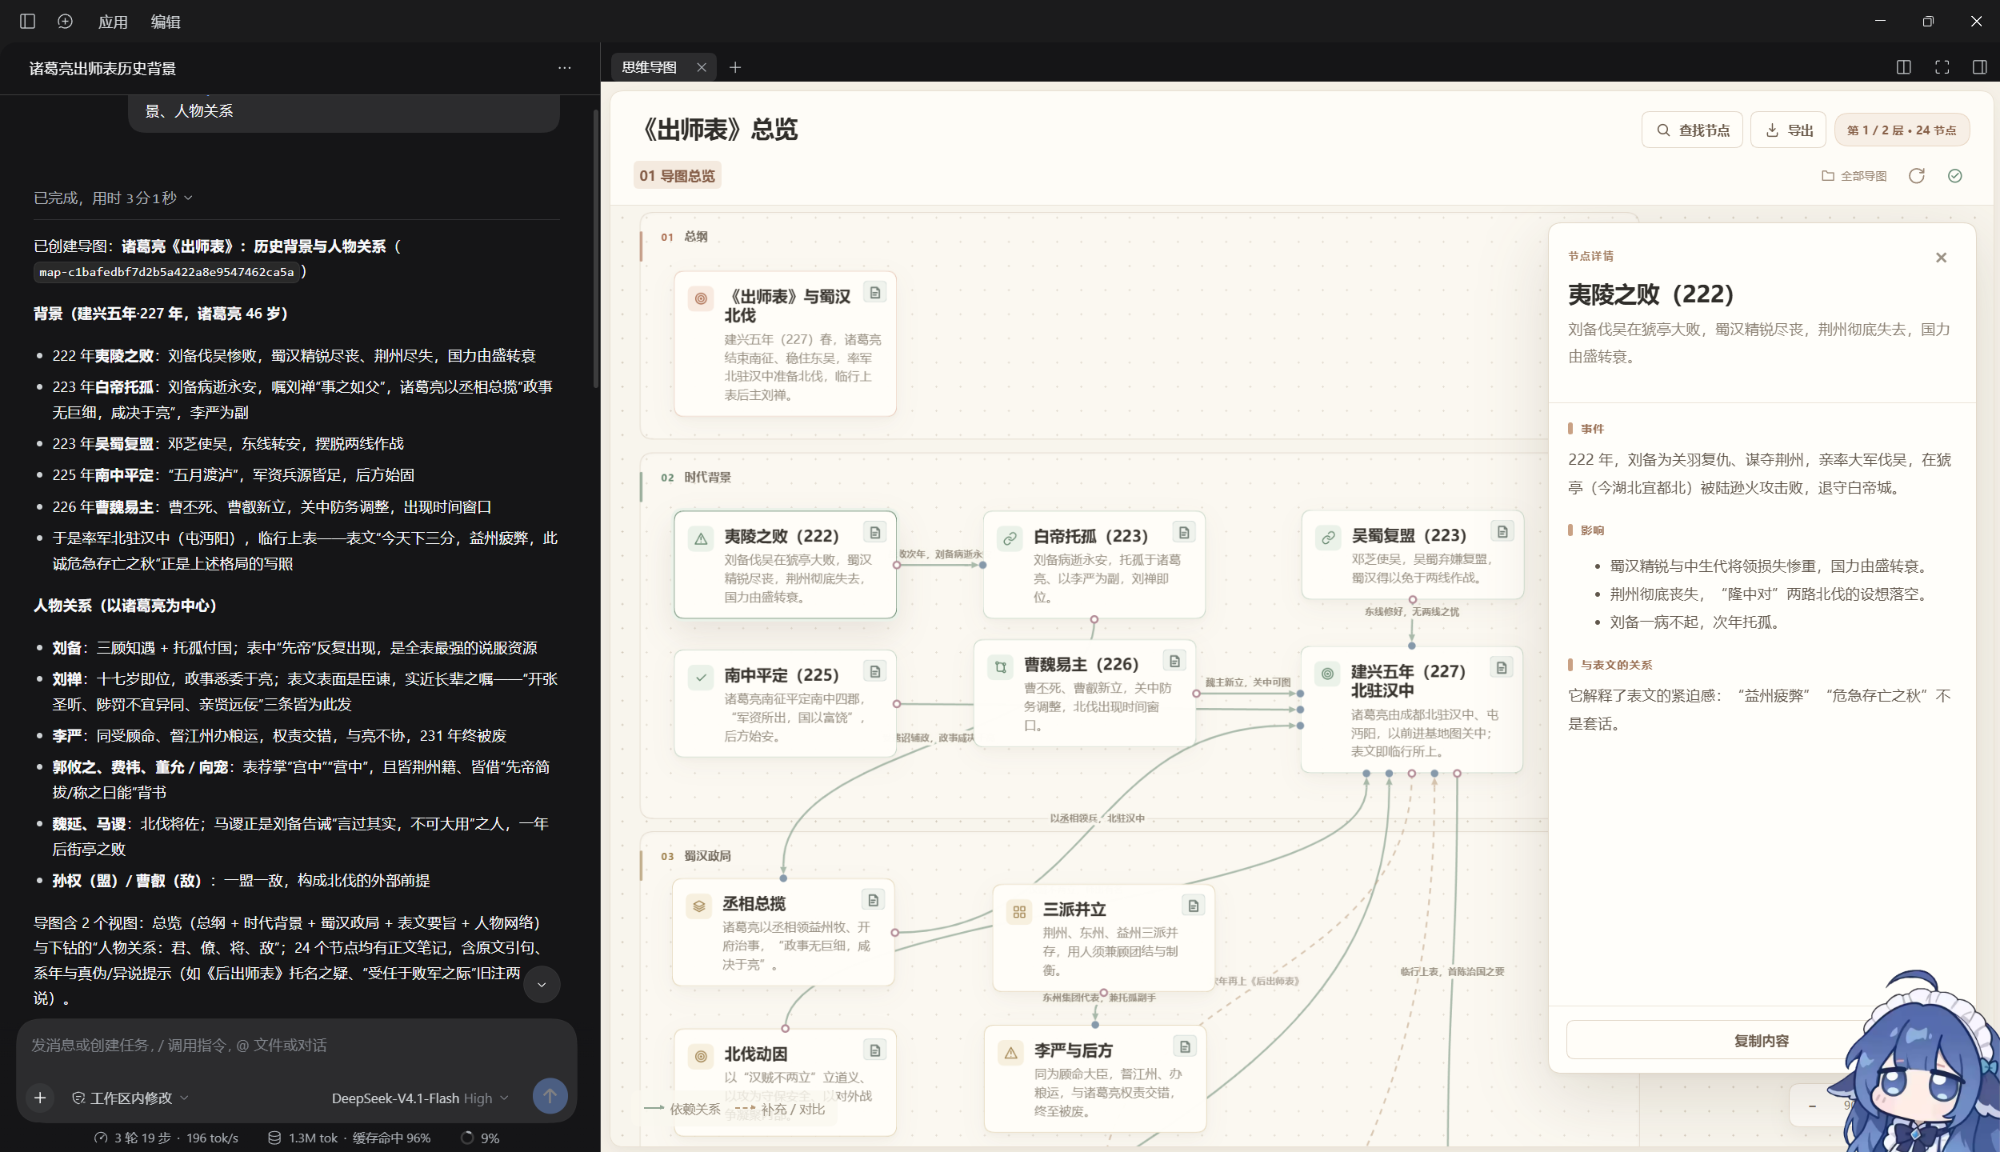 应用 编辑
诸葛亮出师表历史背景
景、人物关系
已完成，用时 3分1秒
已创建导图：诸葛亮《出师表》：历史背景与人物关系（
map-c1bafedbf7d2b5a422a8e9547462ca5a ）
背景（建兴五年·227 年，诸葛亮 46 岁）
222 年夷陵之败：刘备伐吴惨败，蜀汉精锐尽丧、荆州尽失，国力由盛转衰
223 年白帝托孤：刘备病逝永安，嘱刘禅“事之如父”，诸葛亮以丞相总揽“政事
无巨细，咸决于亮”，李严为副
223 年吴蜀复盟：邓芝使吴，东线转安，摆脱两线作战
225 年南中平定：“五月渡泸”，军资兵源皆足，后方始固
226 年曹魏易主：曹丕死、曹叡新立，关中防务调整，出现时间窗口
于是率军北驻汉中（屯沔阳），临行上表——表文“今天下三分，益州疲弊，此
诚危急存亡之秋”正是上述格局的写照
人物关系（以诸葛亮为中心）
刘备：三顾知遇 + 托孤付国；表中“先帝”反复出现，是全表最强的说服资源
刘禅：十七岁即位，政事悉委于亮；表文表面是臣谏，实近长辈之嘱——“开张
圣听、陟罚不宜异同、亲贤远佞”三条皆为此发
李严：同受顾命、督江州办粮运，权责交错，与亮不协，231 年终被废
郭攸之、费祎、董允 / 向宠：表荐掌“宫中”“营中”，且皆荆州籍、皆借“先帝简
拔/称之日能”背书
魏延、马谡：北伐将佐；马谡正是刘备告诫“言过其实，不可大用”之人，一年
后街亭之败
孙权（盟）/ 曹叡（敌）：一盟一敌，构成北伐的外部前提
导图含 2 个视图：总览（总纲 + 时代背景 + 蜀汉政局 + 表文要旨 + 人物网络）
与下钻的“人物关系：君、僚、将、敌”；24 个节点均有正文笔记，含原文引句、
系年与真伪/异说提示（如《后出师表》托名之疑、“受任于败军之际”旧注两
说）。
发消息或创建任务, / 调用指令, @ 文件或对话
工作区内修改
DeepSeek-V4.1-Flash High
3 轮 19 步 · 196 tok/s 1.3M tok · 缓存命中 96% 9%
思维导图
《出师表》总览
查找节点 导出 第 1 / 2 层 • 24 节点
01 导图总览
全部导图
01 总纲
《出师表》与蜀汉
北伐
建兴五年（227）春，诸葛亮
结束南征、稳住东吴，率军
北驻汉中准备北伐，临行上
表后主刘禅。
02 时代背景
夷陵之败（222）
刘备伐吴在猇亭大败，蜀汉
精锐尽丧，荆州彻底失去，
国力由盛转衰。
败次年，刘备病逝永
白帝托孤（223）
刘备病逝永安，托孤于诸葛
亮、以李严为副，刘禅即
位。
吴蜀复盟（223）
邓芝使吴，吴蜀弃嫌复盟，
蜀汉得以免于两线作战。
东线修好，无两线之忧
南中平定（225）
诸葛亮南征平定南中四郡，
“军资所出，国以富饶”，
后方始安。
曹魏易主（226）
曹丕死、曹叡新立，关中防
务调整，北伐出现时间窗
口。
魏主新立，关中可图
建兴五年（227）
北驻汉中
诸葛亮由成都北驻汉中、屯
沔阳，以前进基地图关中；
表文即临行所上。
遗诏辅政，政事咸决
以丞相领兵，北驻汉中
03 蜀汉政局
丞相总揽
诸葛亮以丞相领益州牧、开
府治事，“政事无巨细，咸
决于亮”。
三派并立
荆州、东州、益州三派并
存，用人须兼顾团结与制
衡。
东州集团代表，兼托孤副手
次年再上《后出师表》
临行上表，首陈治国之要
北伐动因
以“汉贼不两立”立道义、
以攻为守保安全、以对外战
李严与后方
同为顾命大臣，督江州、办
粮运，与诸葛亮权责交错，
终至被废。
依赖关系 补充 / 对比
节点详情
夷陵之败（222）
刘备伐吴在猇亭大败，蜀汉精锐尽丧，荆州彻底失去，国力
由盛转衰。
事件
222 年，刘备为关羽复仇、谋夺荆州，亲率大军伐吴，在猇
亭（今湖北宜都北）被陆逊火攻击败，退守白帝城。
影响
蜀汉精锐与中生代将领损失惨重，国力由盛转衰。
荆州彻底丧失，“隆中对”两路北伐的设想落空。
刘备一病不起，次年托孤。
与表文的关系
它解释了表文的紧迫感：“益州疲弊”“危急存亡之秋”不
是套话。
复制内容